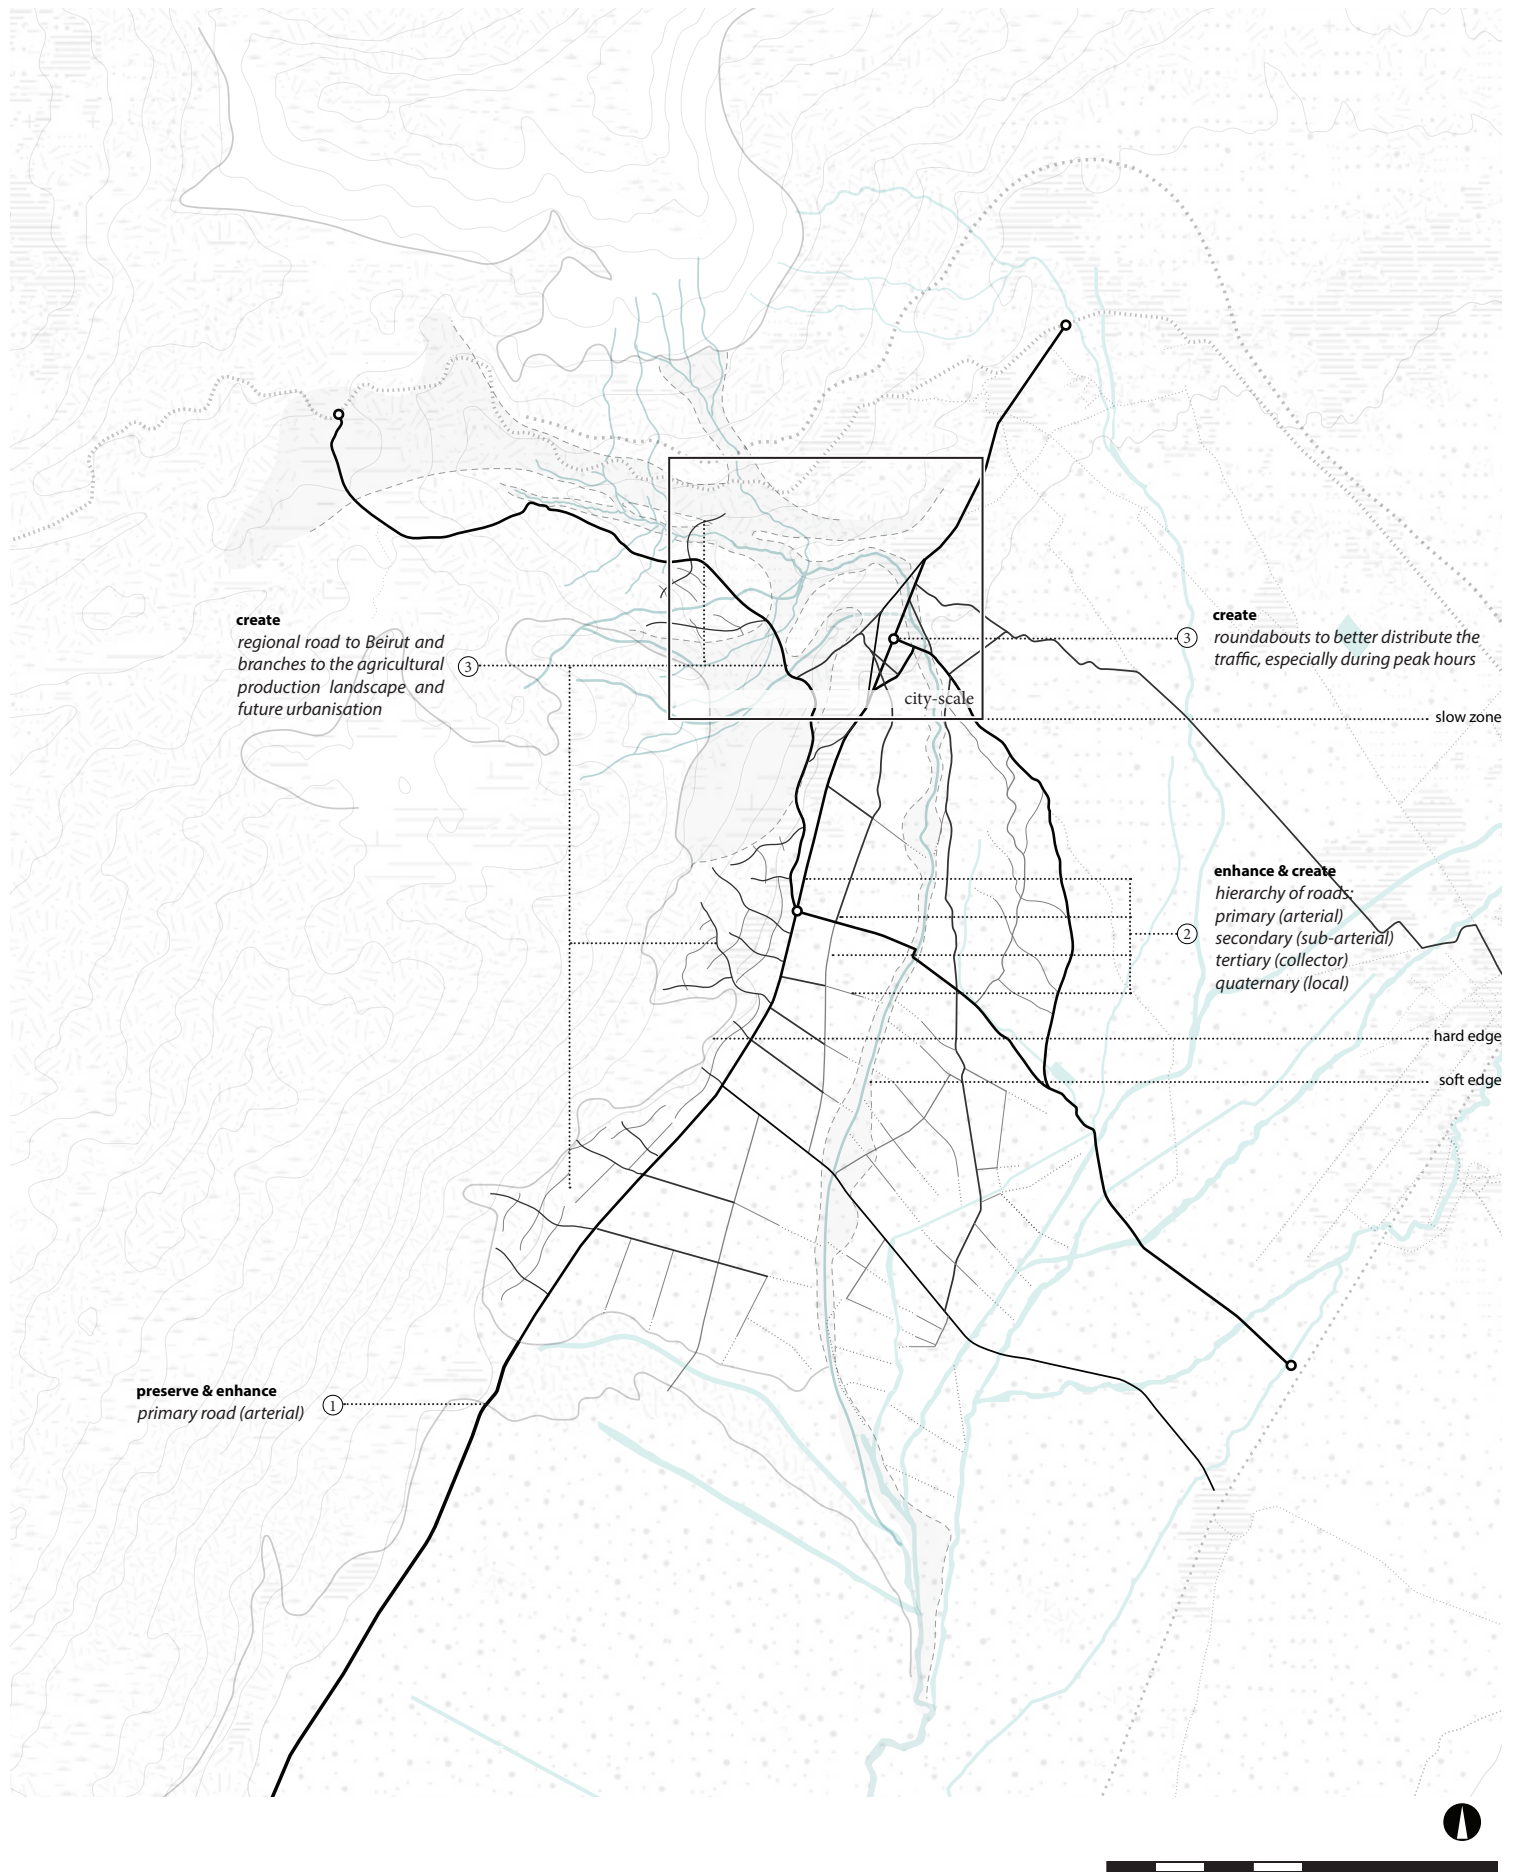 create
regional road to Beirut and
branches to the agricultural
production landscape and
future urbanisation
3
create
roundabouts to better distribute the
traffic, especially during peak hours
3
city-scale
slow zone
enhance & create
hierarchy of roads:
primary (arterial)
secondary (sub-arterial)
tertiary (collector)
quaternary (local)
2
hard edge
soft edge
preserve & enhance
primary road (arterial)
1